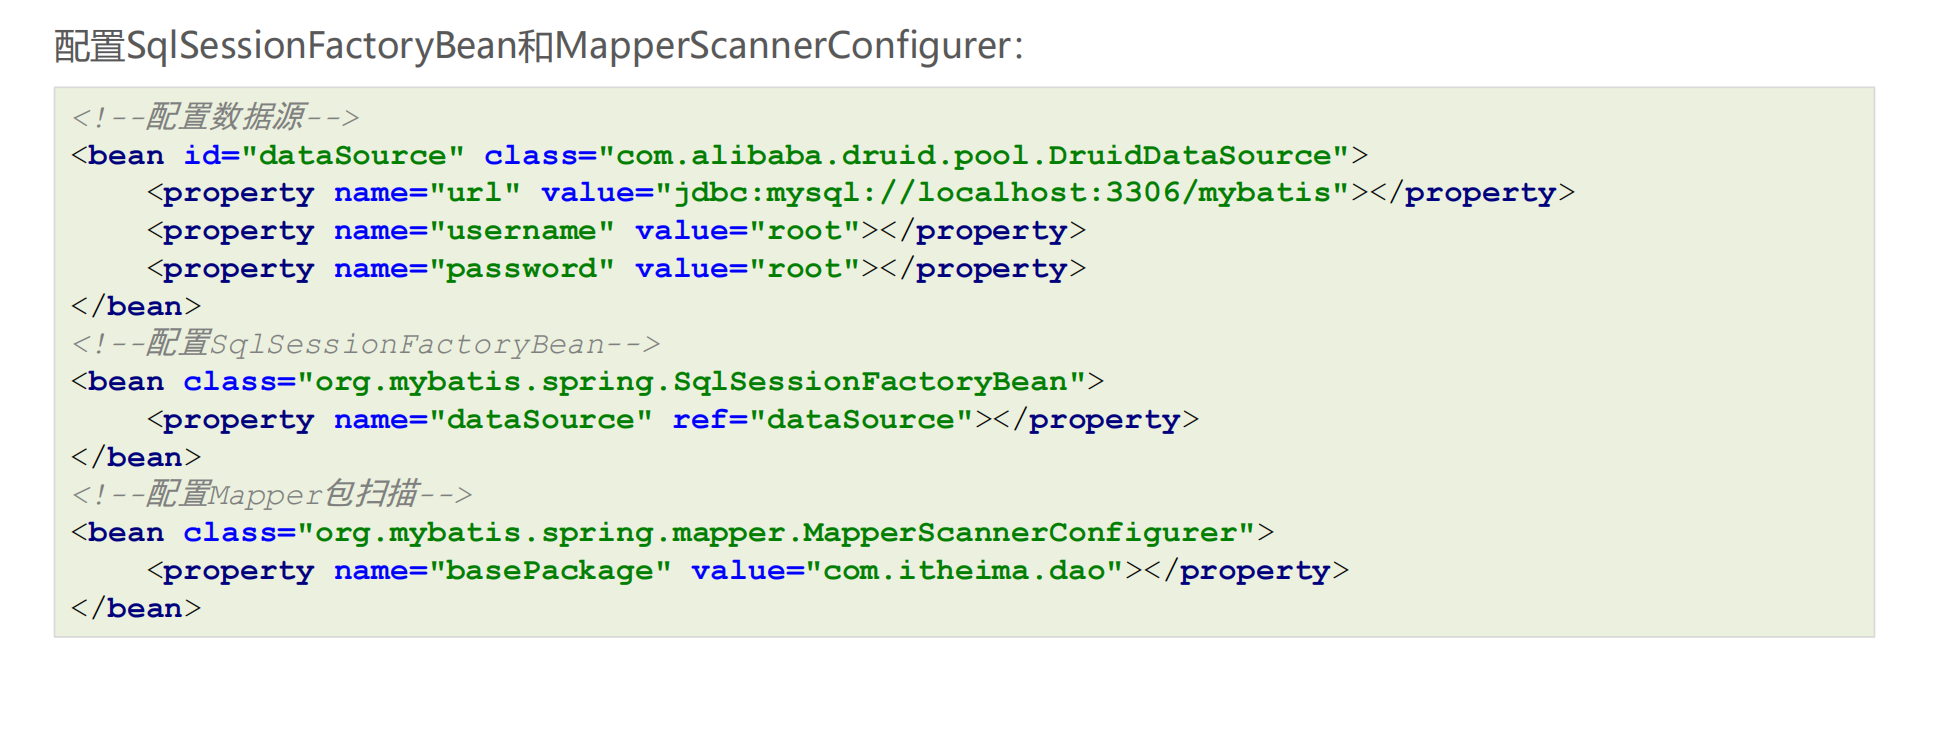 配置SqlSessionFactoryBean和MapperScannerConfigurer：
<!--配置数据源-->
<bean id="dataSource" class="com.alibaba.druid.pool.DruidDataSource">
    <property name="url" value="jdbc:mysql://localhost:3306/mybatis"></property>
    <property name="username" value="root"></property>
    <property name="password" value="root"></property>
</bean>
<!--配置SqlSessionFactoryBean-->
<bean class="org.mybatis.spring.SqlSessionFactoryBean">
    <property name="dataSource" ref="dataSource"></property>
</bean>
<!--配置Mapper包扫描-->
<bean class="org.mybatis.spring.mapper.MapperScannerConfigurer">
    <property name="basePackage" value="com.itheima.dao"></property>
</bean>